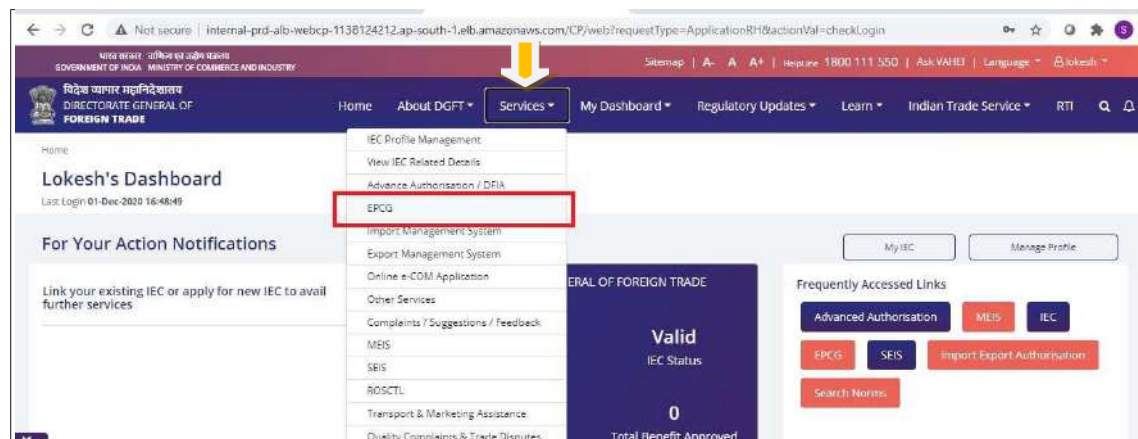 Not secure | internal-prd-alb-webcp-1138124212.ap-south-1.elb.amazonaws.com/CP/web?requestType=ApplicationRH&actionVal=checkLogin
भारत सरकार वाणिज्य एवं उद्योग मंत्रालय
GOVERNMENT OF INDIA MINISTRY OF COMMERCE AND INDUSTRY
Sitemap | A- A A+ | HelpLine 1800 111 550 | Ask VAHEI | Language | lokesh
विदेश व्यापार महानिदेशालय
DIRECTORATE GENERAL OF
FOREIGN TRADE
Home About DGFT Services My Dashboard Regulatory Updates Learn Indian Trade Service RTI
Home
Lokesh's Dashboard
Last Login 01-Dec-2020 16:48:49
IEC Profile Management
View IEC Related Details
Advance Authorisation / DFIA
EPCG
Import Management System
Export Management System
Online e-COM Application
Other Services
Complaints / Suggestions / Feedback
MEIS
SEIS
ROSCTL
Transport & Marketing Assistance
Quality Complaints & Trade Disputes
For Your Action Notifications
Link your existing IEC or apply for new IEC to avail
further services
ERAL OF FOREIGN TRADE
Valid
IEC Status
0
Total Benefit Approved
My IEC Manage Profile
Frequently Accessed Links
Advanced Authorisation MEIS IEC
EPCG SEIS Import Export Authorisation
Search Norms